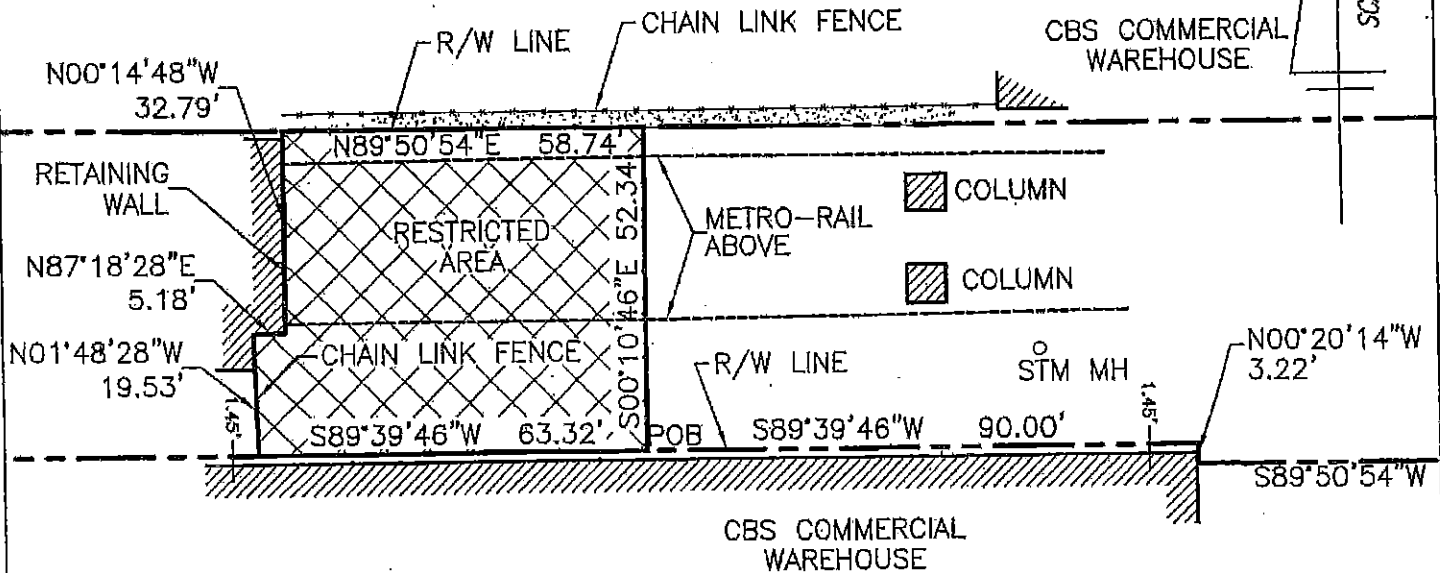 CHAIN LINK FENCE
R/W LINE
CBS COMMERCIAL
WAREHOUSE
N00°14'48"W
32.79'
N89°50'54"E 58.74'
RETAINING
WALL
COLUMN
RESTRICTED
AREA
METRO-RAIL
ABOVE
S00°10'46"E 52.34'
N87°18'28"E
5.18'
COLUMN
N01°48'28"W
19.53'
CHAIN LINK FENCE
R/W LINE
STM MH
N00°20'14"W
3.22'
1.45'
S89°39'46"W 63.32'
POB
S89°39'46"W 90.00'
1.45'
S89°50'54"W
CBS COMMERCIAL
WAREHOUSE